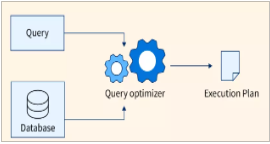 Query
Query optimizer
Execution Plan
Database